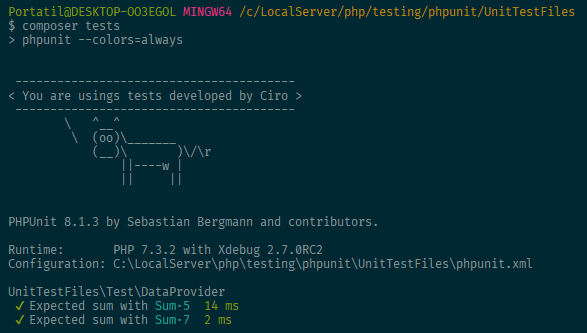 Portatil@DESKTOP-OO3EGOL MINGW64 /c/LocalServer/php/testing/phpunit/UnitTestFiles
$ composer tests
> phpunit --colors=always
 ---------------------------------------
< You are usings tests developed by Ciro >
 ---------------------------------------
        \   ^__^
         \  (oo)\_______
            (__)\       )\/\r
                ||----w |
                ||     ||
PHPUnit 8.1.3 by Sebastian Bergmann and contributors.
Runtime:       PHP 7.3.2 with Xdebug 2.7.0RC2
Configuration: C:\LocalServer\php\testing\phpunit\UnitTestFiles\phpunit.xml
UnitTestFiles\Test\DataProvider
✓ Expected sum with Sum·5  14 ms
✓ Expected sum with Sum·7  2 ms